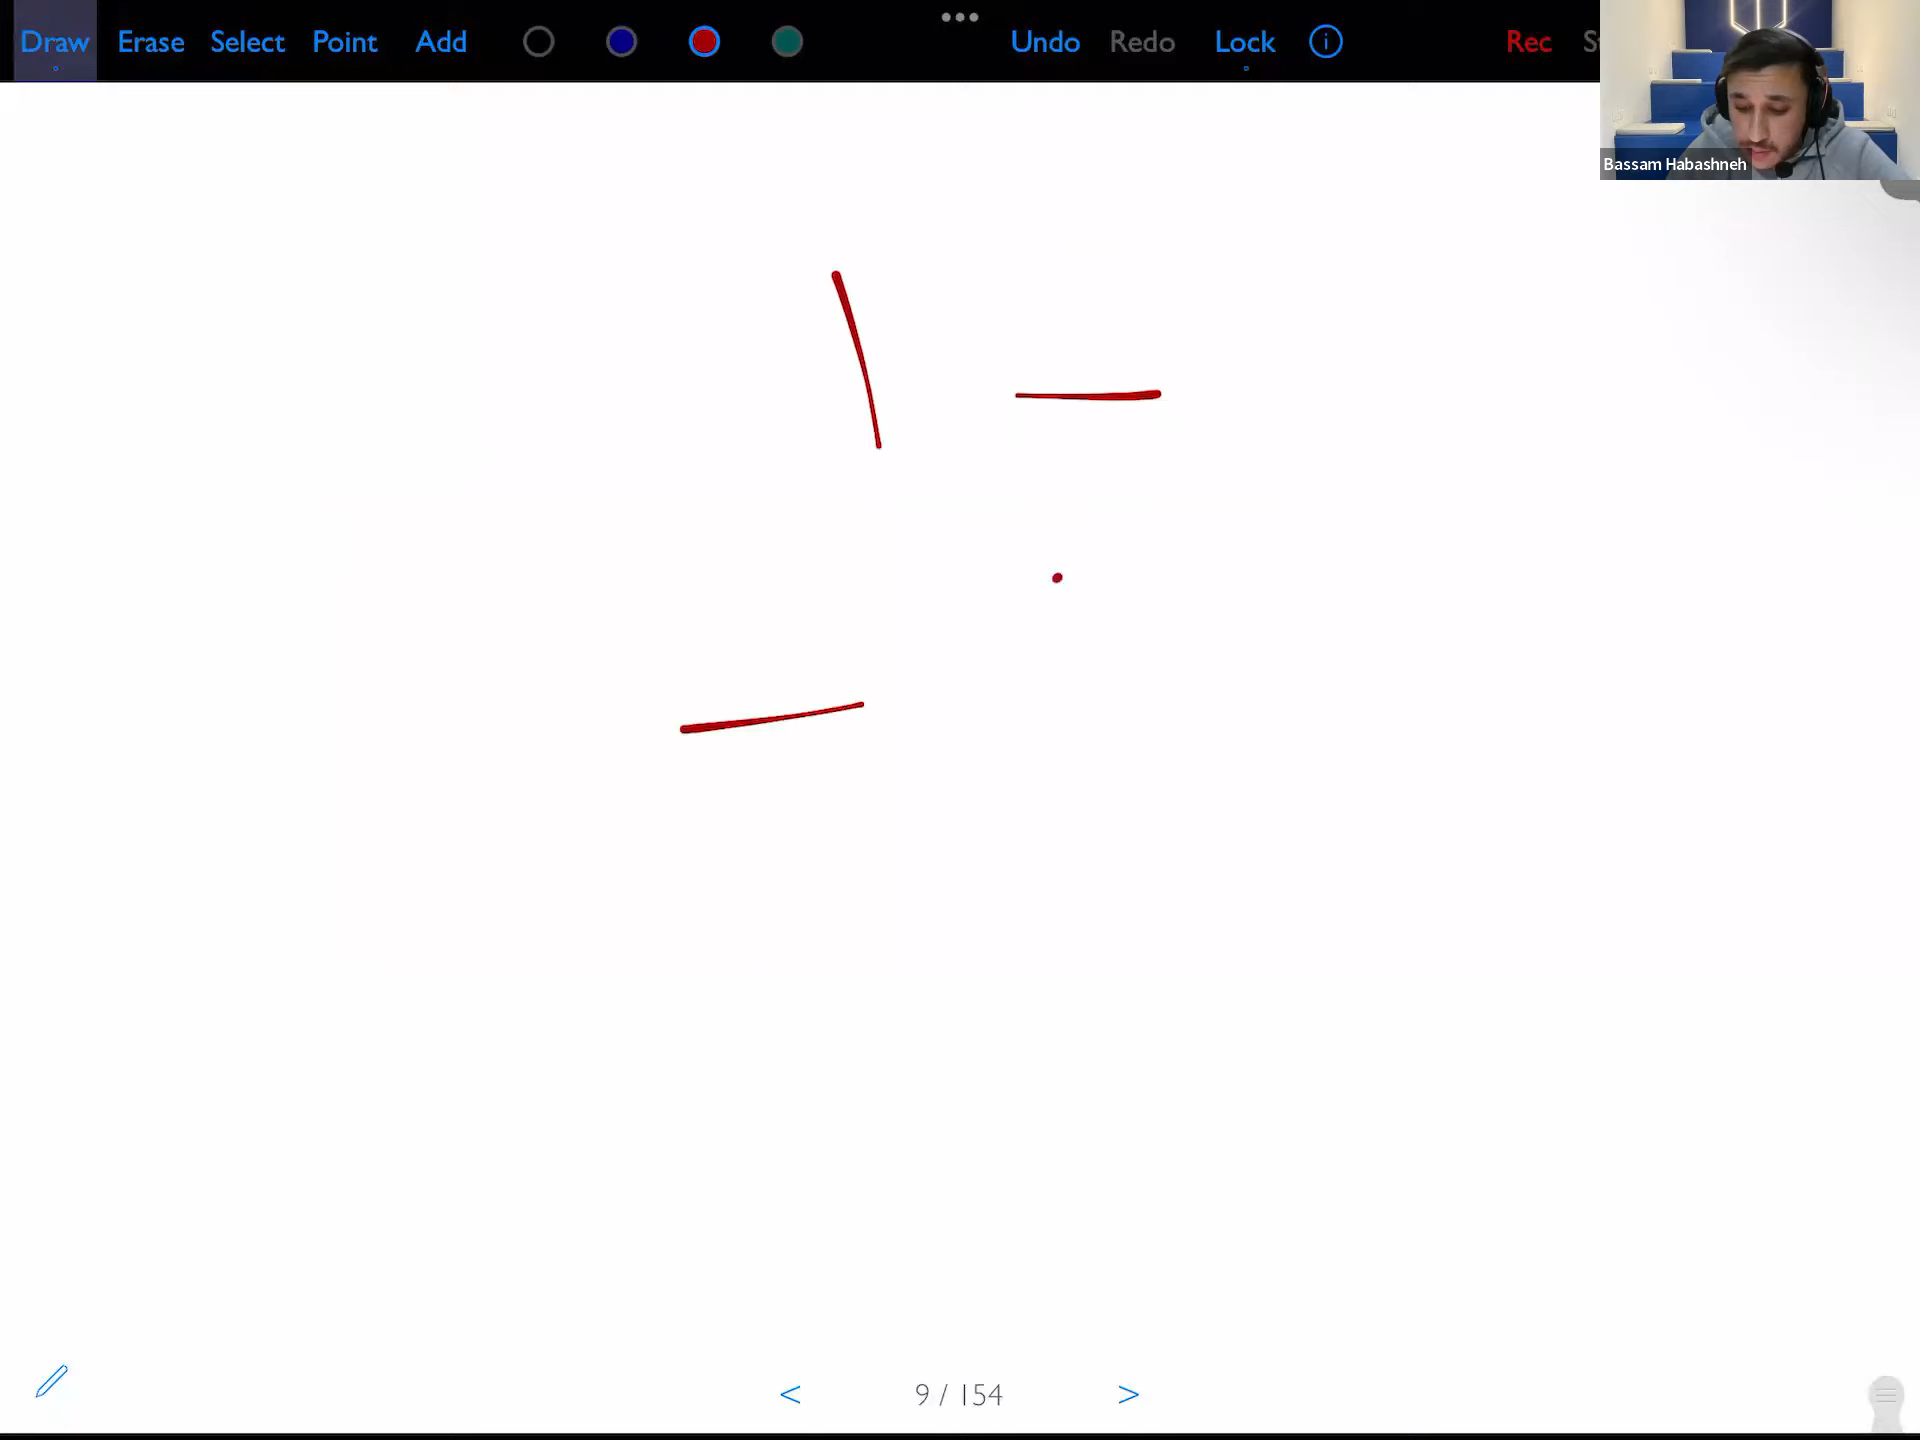 Draw Erase Select Point Add Undo Redo Lock Rec
Bassam Habashneh
< 9 / 154 >